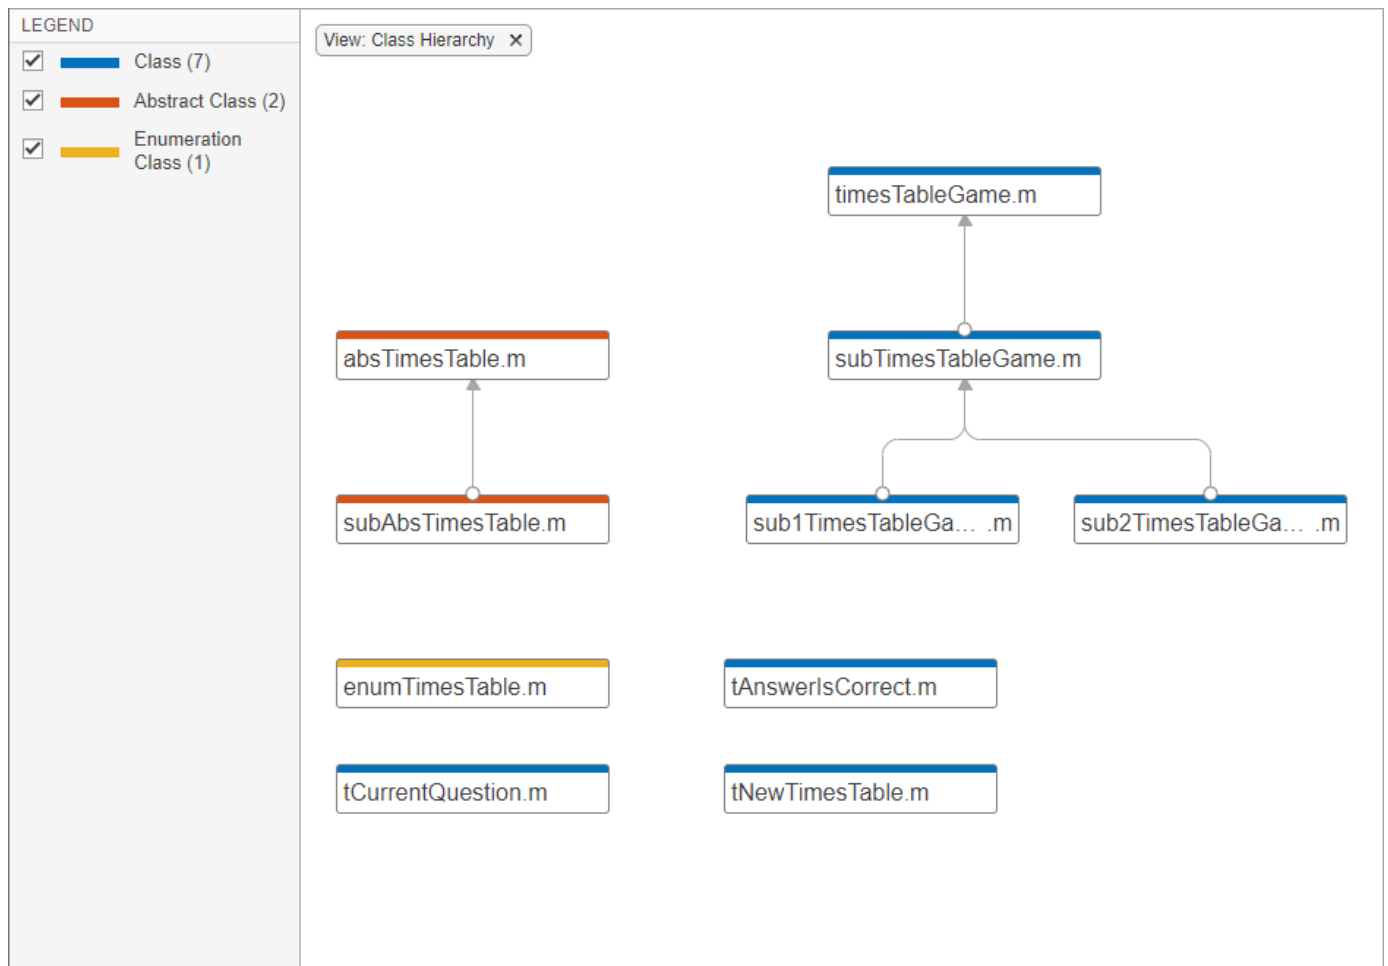 LEGEND
Class (7)
Abstract Class (2)
Enumeration
Class (1)
View: Class Hierarchy ×
timesTableGame.m
absTimesTable.m
subTimesTableGame.m
subAbsTimesTable.m
sub1TimesTableGa... .m
sub2TimesTableGa... .m
enumTimesTable.m
tAnswerIsCorrect.m
tCurrentQuestion.m
tNewTimesTable.m